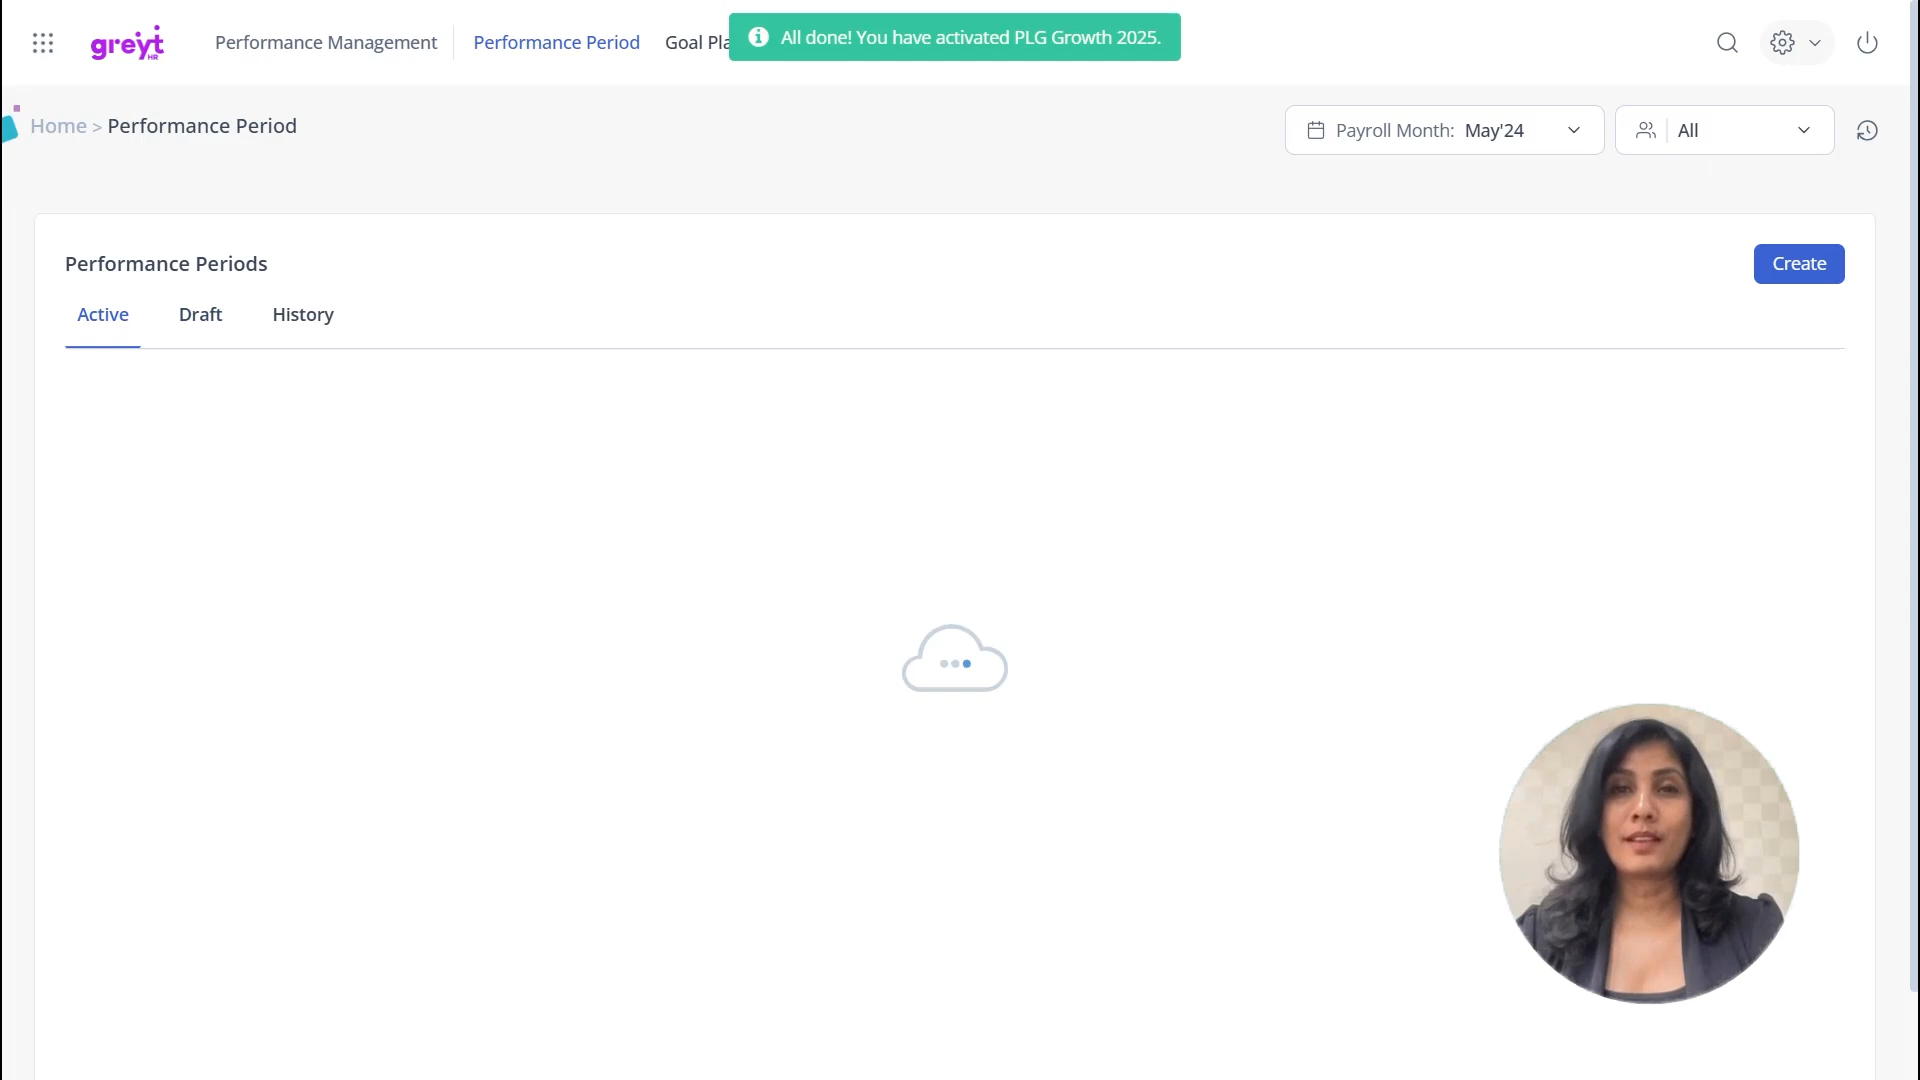 greyt
HR
Performance Management
Performance Period
Goal Pla
All done! You have activated PLG Growth 2025.
Home > Performance Period
Payroll Month: May'24
All
Performance Periods
Create
Active
Draft
History